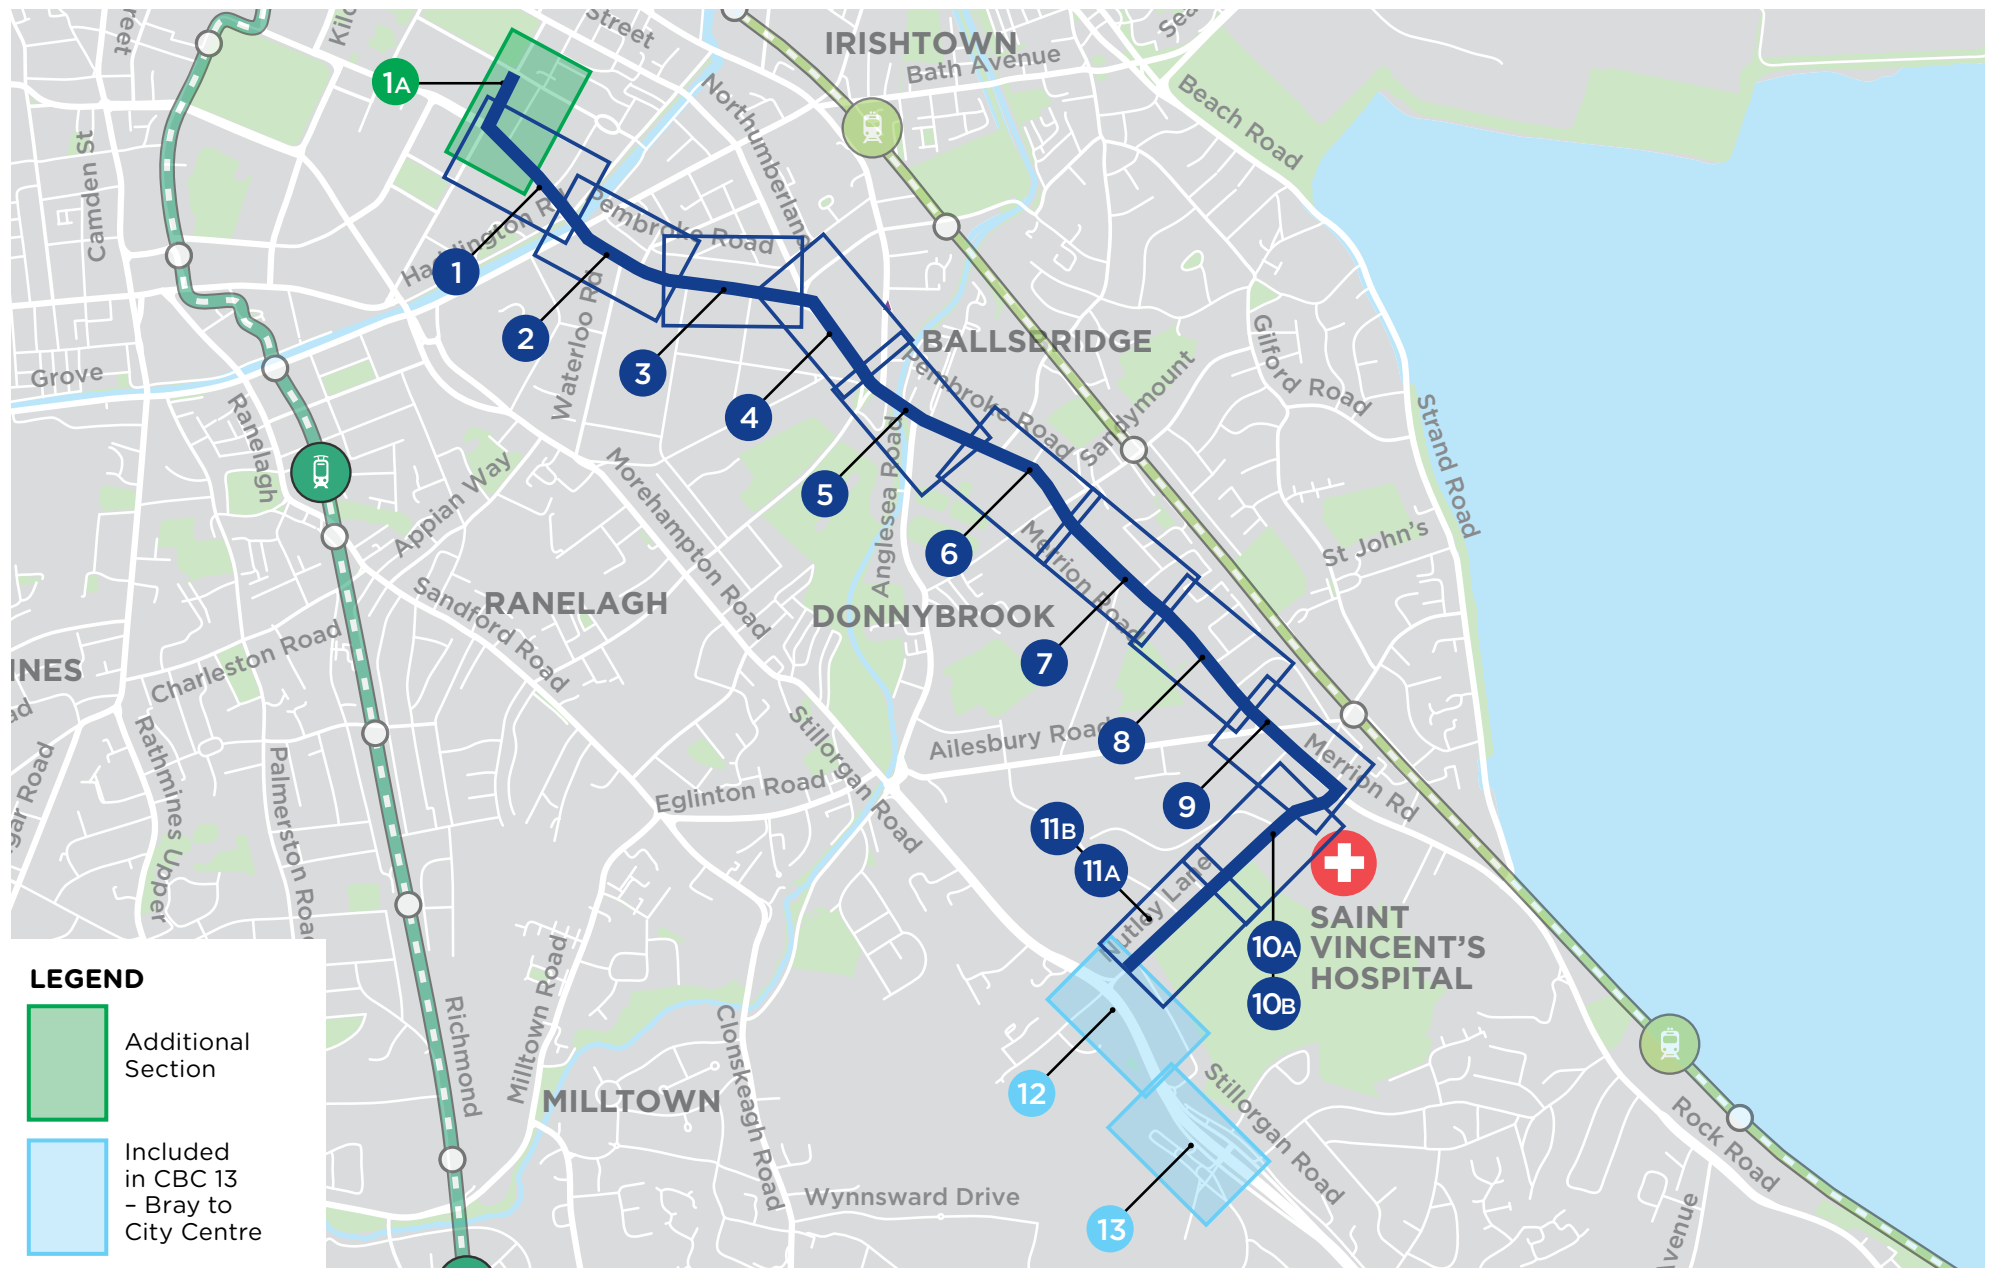 Street
IRISHTOWN
Bath Avenue
1A
Northumberland
Beach Road
Camden St
Haddington R
Pembroke Road
1
2
Waterloo Rd
3
4
BALLSBRIDGE
Pembroke Road
Sandymount
Gilford Road
Strand Road
Grove
Ranelagh
Appian Way
Morehampton Road
5
Anglesea Road
6
Merrion Road
St John's
Sandford Road
RANELAGH
DONNYBROOK
7
Charleston Road
INES
ad
8
Ailesbury Road
Stillorgan Road
Merrion Rd
9
Eglinton Road
Rathmines Upper
Palmerston Road
gar Road
11B
11A
Nutley Lane
10A
10B
SAINT
VINCENT'S
HOSPITAL
Milltown Road
Richmond
Clonskeagh Road
MILLTOWN
12
Stillorgan Road
13
Rock Road
Wynnsward Drive
Avenue
LEGEND
Additional
Section
Included
in CBC 13
– Bray to
City Centre